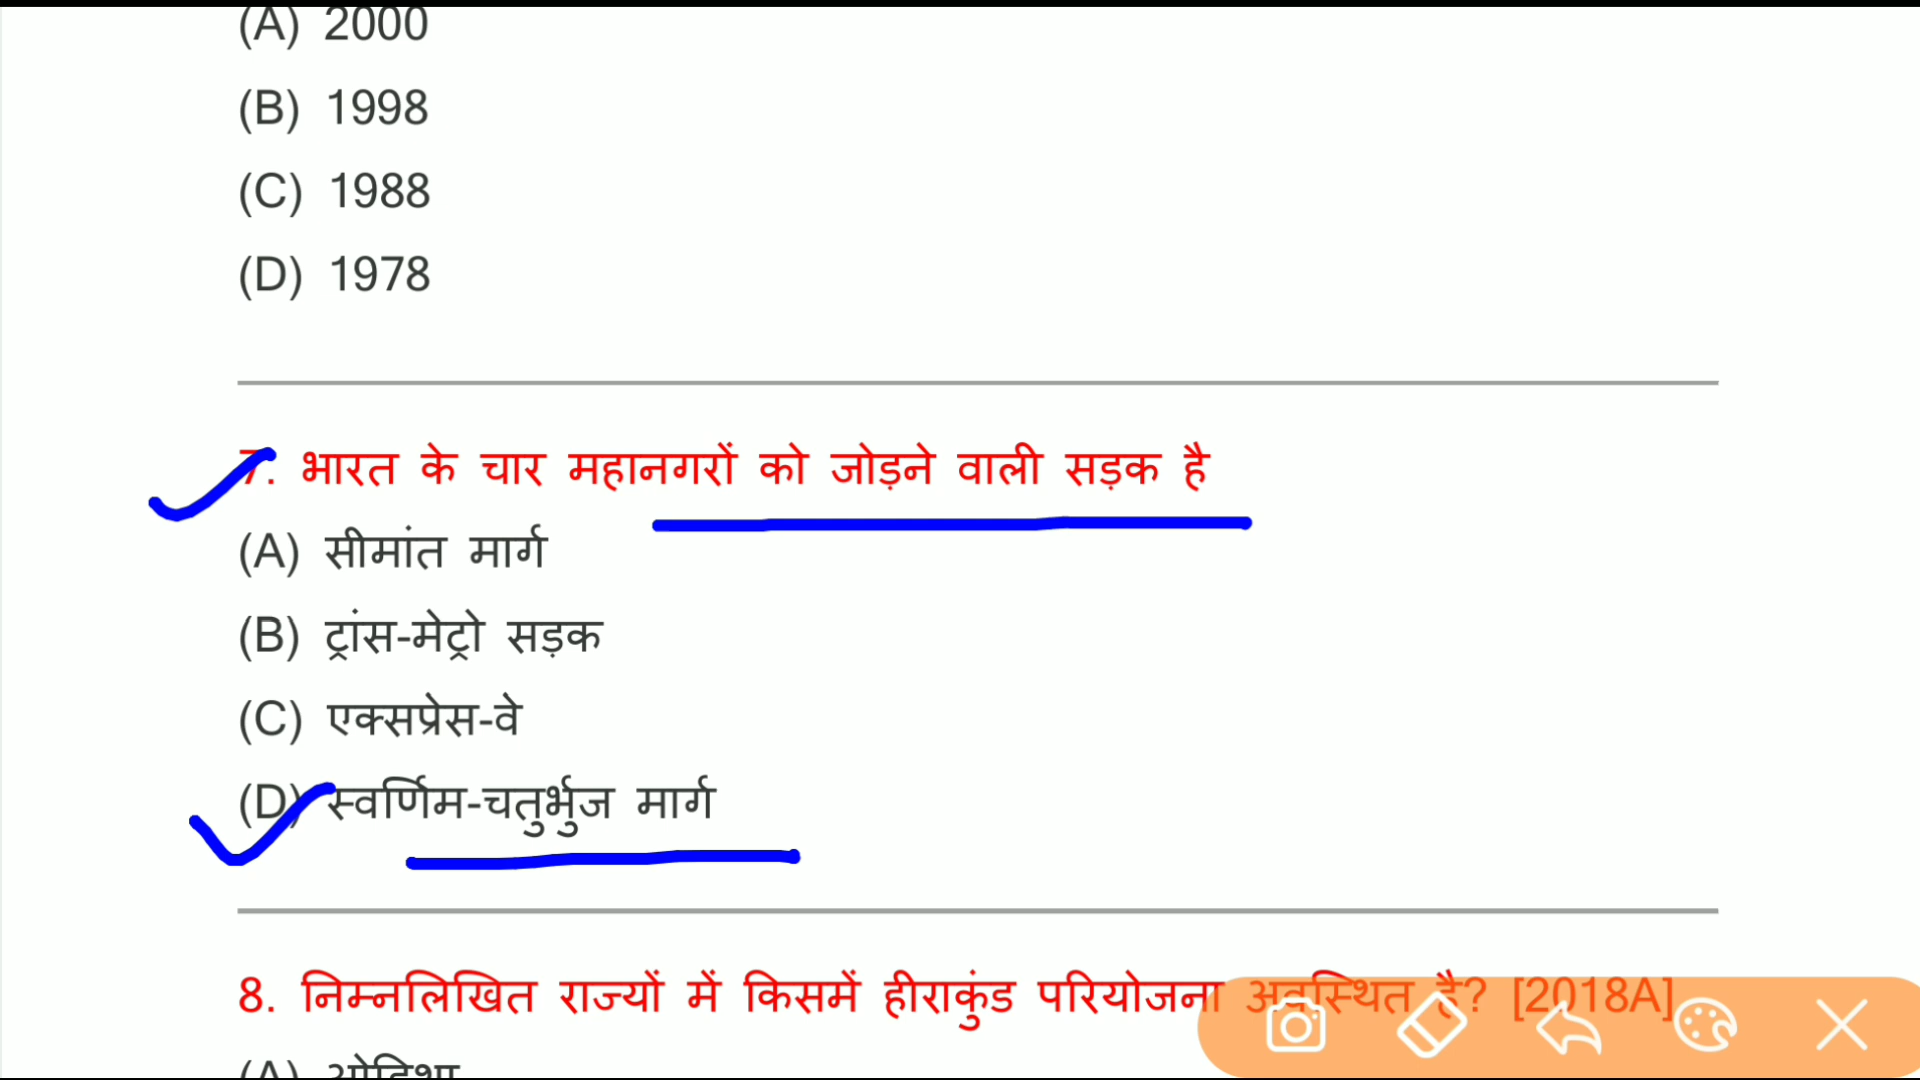 (A) 2000
(B) 1998
(C) 1988
(D) 1978
7. भारत के चार महानगरों को जोड़ने वाली सड़क है
(A) सीमांत मार्ग
(B) ट्रांस-मेट्रो सड़क
(C) एक्सप्रेस-वे
(D) स्वर्णिम-चतुर्भुज मार्ग
8. निम्नलिखित राज्यों में किसमें हीराकुंड परियोजना अवस्थित है? [2018A]
(A) ओडिशा